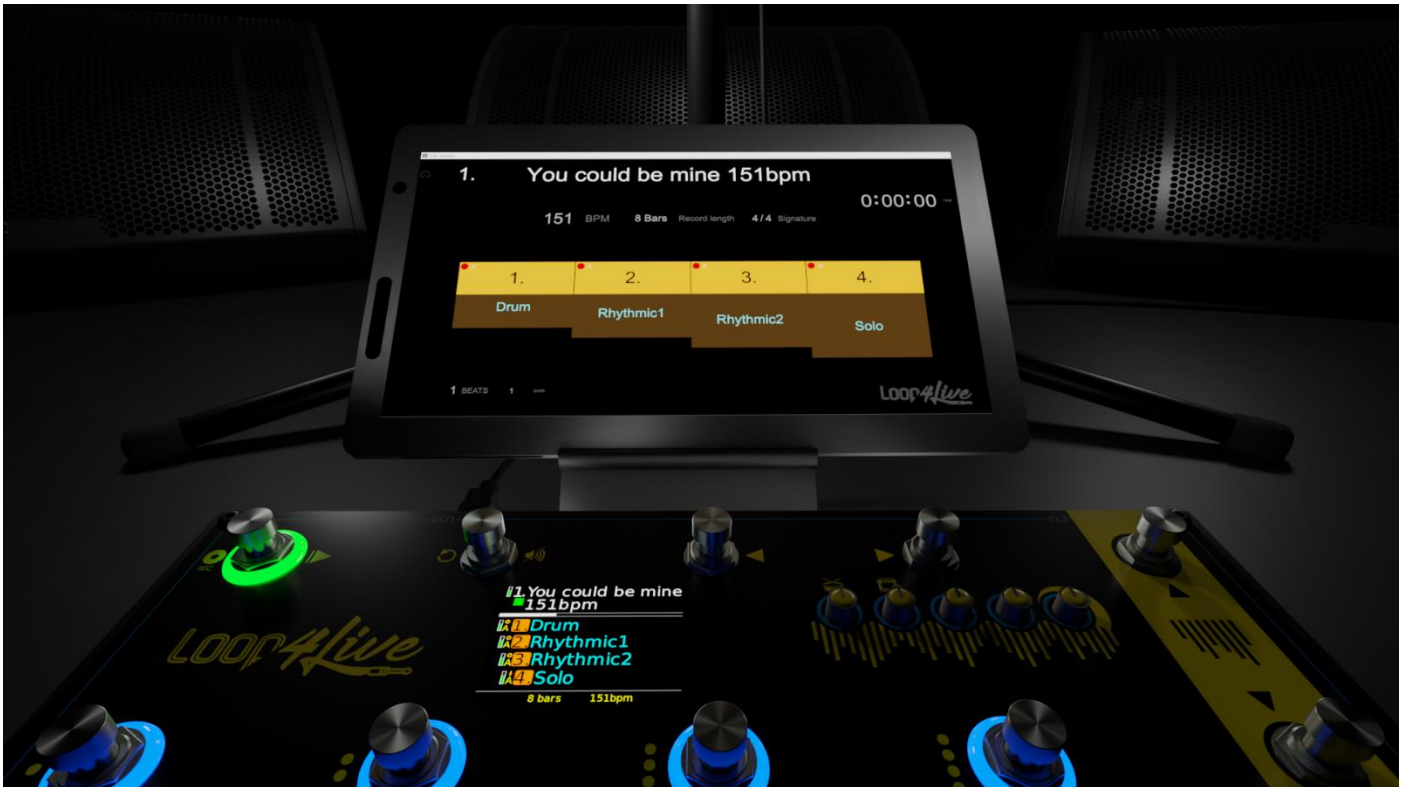 1. You could be mine 151bpm
0:00:00
151 BPM 8 Bars Record length 4/4 Signature
1. 2. 3. 4.
Drum Rhythmic1 Rhythmic2 Solo
1 BEATS 1
Loop4Live
REC
1.You could be mine
151bpm
1.Drum
2.Rhythmic1
3.Rhythmic2
4.Solo
8 bars 151bpm
Loop4Live